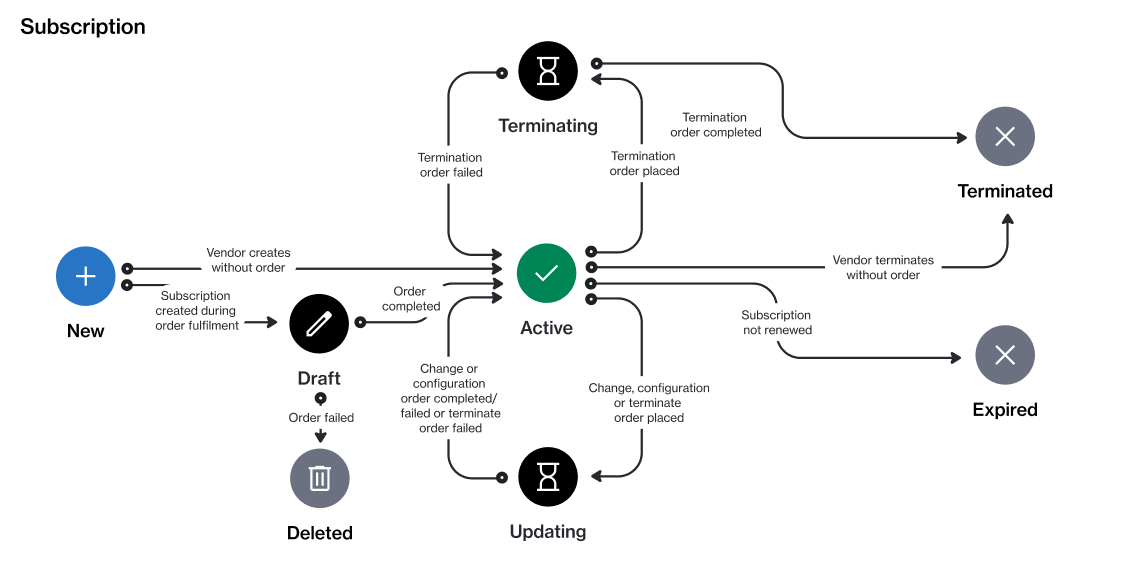 Subscription
Terminating
Termination
order completed
Termination
order failed
Termination
order placed
Terminated
Vendor creates
without order
Vendor terminates
without order
Subscription
created during
order fulfilment
Order
completed
New
Active
Subscription
not renewed
Draft
Change or
configuration
order completed/
failed or terminate
order failed
Change, configuration
or terminate
order placed
Expired
Order failed
Deleted
Updating